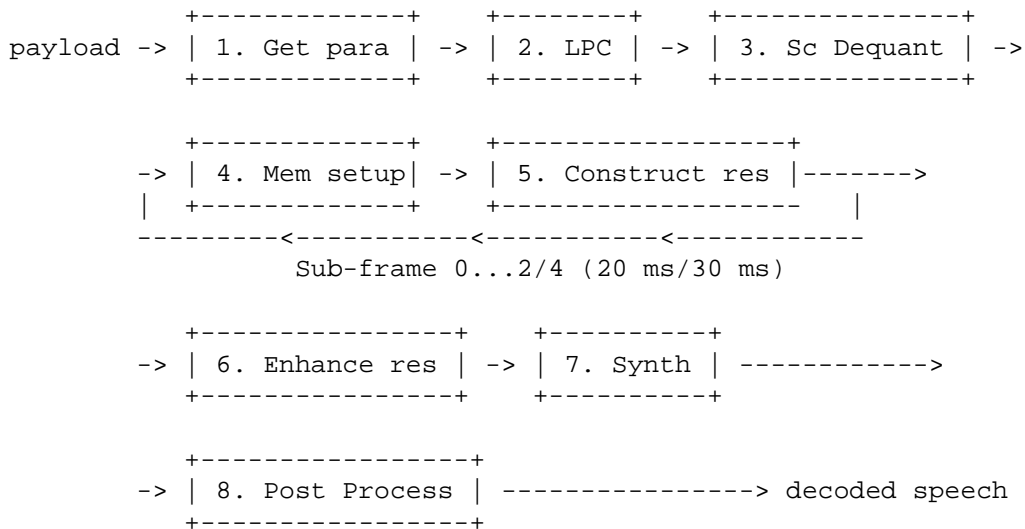 +-------------+    +--------+    +---------------+
payload -> | 1. Get para | -> | 2. LPC | -> | 3. Sc Dequant | ->
            +-------------+    +--------+    +---------------+

            +-------------+    +------------------+
         -> | 4. Mem setup| -> | 5. Construct res |------->
         |  +-------------+    +-------------------   |
         ---------<-----------<-----------<------------
                   Sub-frame 0...2/4 (20 ms/30 ms)

            +----------------+    +----------+
         -> | 6. Enhance res | -> | 7. Synth | ------------>
            +----------------+    +----------+

            +-----------------+
         -> | 8. Post Process | ----------------> decoded speech
            +-----------------+